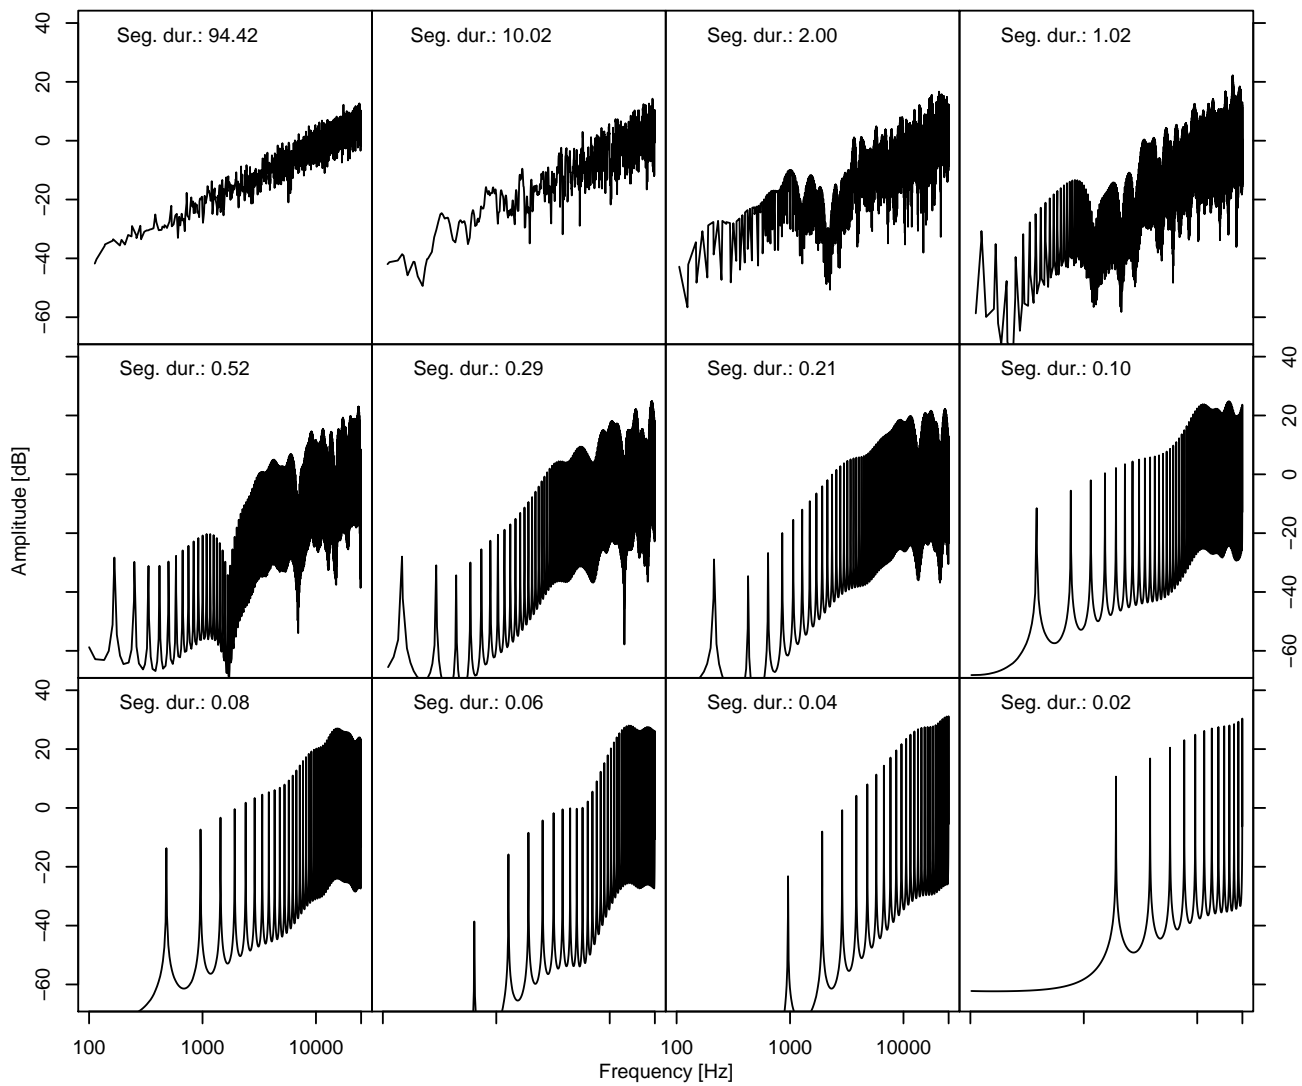 40
Seg. dur.: 94.42
Seg. dur.: 10.02
Seg. dur.: 2.00
Seg. dur.: 1.02
20
0
−20
−40
−60
Seg. dur.: 0.52
Seg. dur.: 0.29
Seg. dur.: 0.21
Seg. dur.: 0.10
40
20
0
−20
−40
−60
Amplitude [dB]
40
Seg. dur.: 0.08
Seg. dur.: 0.06
Seg. dur.: 0.04
Seg. dur.: 0.02
20
0
−20
−40
−60
100 1000 10000 100 1000 10000
Frequency [Hz]